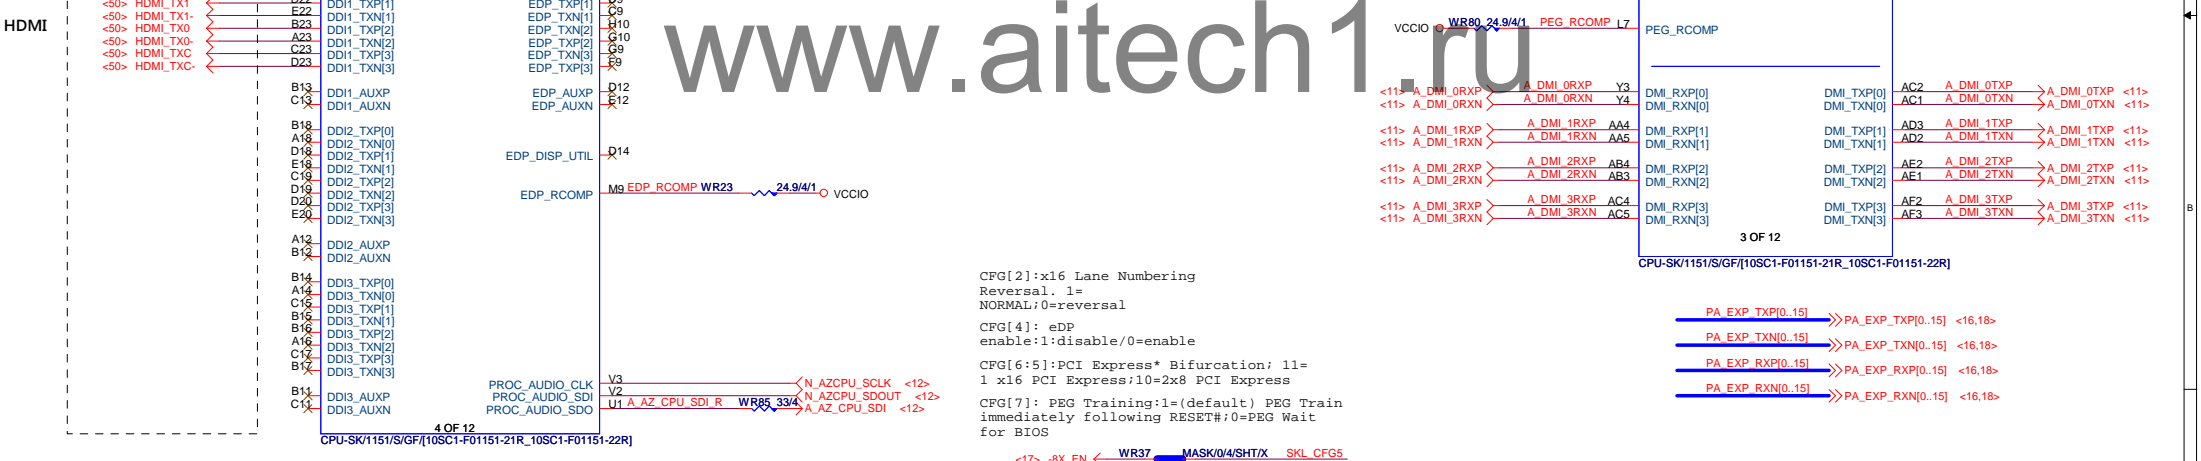 HDMI
<50> HDMI_TX1
<50> HDMI_TX1-
<50> HDMI_TX0
<50> HDMI_TX0-
<50> HDMI_TXC
<50> HDMI_TXC-
E22
B23
A23
C23
D23
B13
C13
B18
A18
D18
E18
C19
D19
D20
E20
A12
B12
B14
A14
C15
B15
B16
A16
C17
B17
B11
C11
DDI1_TXP[1]
DDI1_TXN[1]
DDI1_TXP[2]
DDI1_TXN[2]
DDI1_TXP[3]
DDI1_TXN[3]
DDI1_AUXP
DDI1_AUXN
DDI2_TXP[0]
DDI2_TXN[0]
DDI2_TXP[1]
DDI2_TXN[1]
DDI2_TXP[2]
DDI2_TXN[2]
DDI2_TXP[3]
DDI2_TXN[3]
DDI2_AUXP
DDI2_AUXN
DDI3_TXP[0]
DDI3_TXN[0]
DDI3_TXP[1]
DDI3_TXN[1]
DDI3_TXP[2]
DDI3_TXN[2]
DDI3_TXP[3]
DDI3_TXN[3]
DDI3_AUXP
DDI3_AUXN
EDP_TXP[1]
EDP_TXN[1]
EDP_TXP[2]
EDP_TXN[2]
EDP_TXP[3]
EDP_TXP[3]
EDP_AUXP
EDP_AUXN
EDP_DISP_UTIL
EDP_RCOMP
PROC_AUDIO_CLK
PROC_AUDIO_SDI
PROC_AUDIO_SDO
C9
H10
G10
G9
F9
D12
E12
D14
M9 EDP_RCOMP WR23 24.9/4/1 VCCIO
V3 N_AZCPU_SCLK <12>
V2 N_AZCPU_SDOUT <12>
U1 A_AZ_CPU_SDI_R WR85 33/4 A_AZ_CPU_SDI <12>
4 OF 12
CPU-SK/1151/S/GF/[10SC1-F01151-21R_10SC1-F01151-22R]
www.aitech1.ru
CFG[2]:x16 Lane Numbering
Reversal. 1=
NORMAL;0=reversal
CFG[4]: eDP
enable:1:disable/0=enable
CFG[6:5]:PCI Express* Bifurcation; 11=
1 x16 PCI Express;10=2x8 PCI Express
CFG[7]: PEG Training:1=(default) PEG Train
immediately following RESET#;0=PEG Wait
for BIOS
<17> -8X_EN WR37 MASK/0/4/SHT/X SKL_CFG5
VCCIO WR80 24.9/4/1 PEG_RCOMP L7 PEG_RCOMP
<11> A_DMI_0RXP A_DMI_0RXP Y3 DMI_RXP[0] DMI_TXP[0] AC2 A_DMI_0TXP A_DMI_0TXP <11>
<11> A_DMI_0RXN A_DMI_0RXN Y4 DMI_RXN[0] DMI_TXN[0] AC1 A_DMI_0TXN A_DMI_0TXN <11>
<11> A_DMI_1RXP A_DMI_1RXP AA4 DMI_RXP[1] DMI_TXP[1] AD3 A_DMI_1TXP A_DMI_1TXP <11>
<11> A_DMI_1RXN A_DMI_1RXN AA5 DMI_RXN[1] DMI_TXN[1] AD2 A_DMI_1TXN A_DMI_1TXN <11>
<11> A_DMI_2RXP A_DMI_2RXP AB4 DMI_RXP[2] DMI_TXP[2] AE2 A_DMI_2TXP A_DMI_2TXP <11>
<11> A_DMI_2RXN A_DMI_2RXN AB3 DMI_RXN[2] DMI_TXN[2] AE1 A_DMI_2TXN A_DMI_2TXN <11>
<11> A_DMI_3RXP A_DMI_3RXP AC4 DMI_RXP[3] DMI_TXP[3] AF2 A_DMI_3TXP A_DMI_3TXP <11>
<11> A_DMI_3RXN A_DMI_3RXN AC5 DMI_RXN[3] DMI_TXN[3] AF3 A_DMI_3TXN A_DMI_3TXN <11>
3 OF 12
CPU-SK/1151/S/GF/[10SC1-F01151-21R_10SC1-F01151-22R]
PA_EXP_TXP[0..15] PA_EXP_TXP[0..15] <16,18>
PA_EXP_TXN[0..15] PA_EXP_TXN[0..15] <16,18>
PA_EXP_RXP[0..15] PA_EXP_RXP[0..15] <16,18>
PA_EXP_RXN[0..15] PA_EXP_RXN[0..15] <16,18>
B